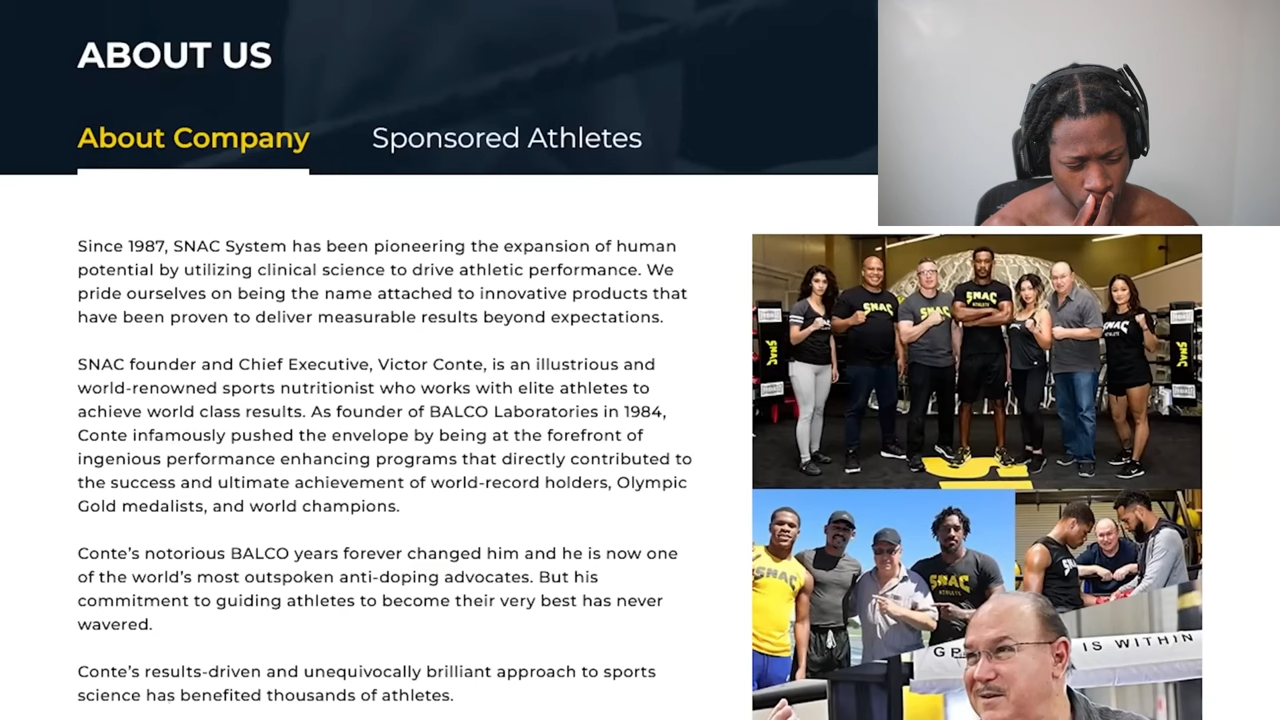 ABOUT US
About Company
Sponsored Athletes
Since 1987, SNAC System has been pioneering the expansion of human
potential by utilizing clinical science to drive athletic performance. We
pride ourselves on being the name attached to innovative products that
have been proven to deliver measurable results beyond expectations.
SNAC founder and Chief Executive, Victor Conte, is an illustrious and
world-renowned sports nutritionist who works with elite athletes to
achieve world class results. As founder of BALCO Laboratories in 1984,
Conte infamously pushed the envelope by being at the forefront of
ingenious performance enhancing programs that directly contributed to
the success and ultimate achievement of world-record holders, Olympic
Gold medalists, and world champions.
Conte's notorious BALCO years forever changed him and he is now one
of the world's most outspoken anti-doping advocates. But his
commitment to guiding athletes to become their very best has never
wavered.
Conte's results-driven and unequivocally brilliant approach to sports
science has benefited thousands of athletes.
SNAC
SNAC
SNAC
ATHLETE
SNAC
SNAC
SNAC
SNAC
SNAC
ATHLETE
IS WITHIN